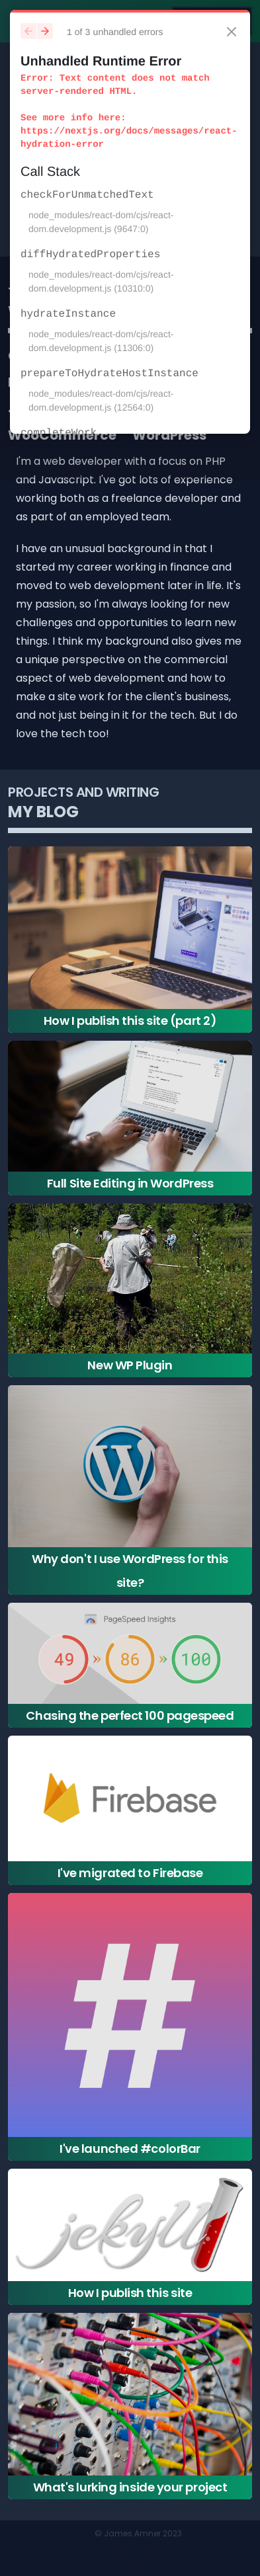 1 of 3 unhandled errors
Unhandled Runtime Error
Error: Text content does not match
server-rendered HTML.
See more info here:
https://nextjs.org/docs/messages/react-
hydration-error
Call Stack
checkForUnmatchedText
node_modules/react-dom/cjs/react-
dom.development.js (9647:0)
diffHydratedProperties
node_modules/react-dom/cjs/react-
dom.development.js (10310:0)
hydrateInstance
node_modules/react-dom/cjs/react-
dom.development.js (11306:0)
prepareToHydrateHostInstance
node_modules/react-dom/cjs/react-
dom.development.js (12564:0)
completeWork
WooCommerce WordPress
I'm a web developer with a focus on PHP
and Javascript. I've got lots of experience
working both as a freelance developer and
as part of an employed team.
I have an unusual background in that I
started my career working in finance and
moved to web development later in life. It's
my passion, so I'm always looking for new
challenges and opportunities to learn new
things. I think my background also gives me
a unique perspective on the commercial
aspect of web development and how to
make a site work for the client's business,
and not just being in it for the tech. But I do
love the tech too!
PROJECTS AND WRITING
MY BLOG
How I publish this site (part 2)
Full Site Editing in WordPress
New WP Plugin
Why don't I use WordPress for this
site?
PageSpeed Insights
49 » 86 » 100
Chasing the perfect 100 pagespeed
Firebase
I've migrated to Firebase
#
I've launched #colorBar
jekyll
How I publish this site
What's lurking inside your project
© James Amner 2023